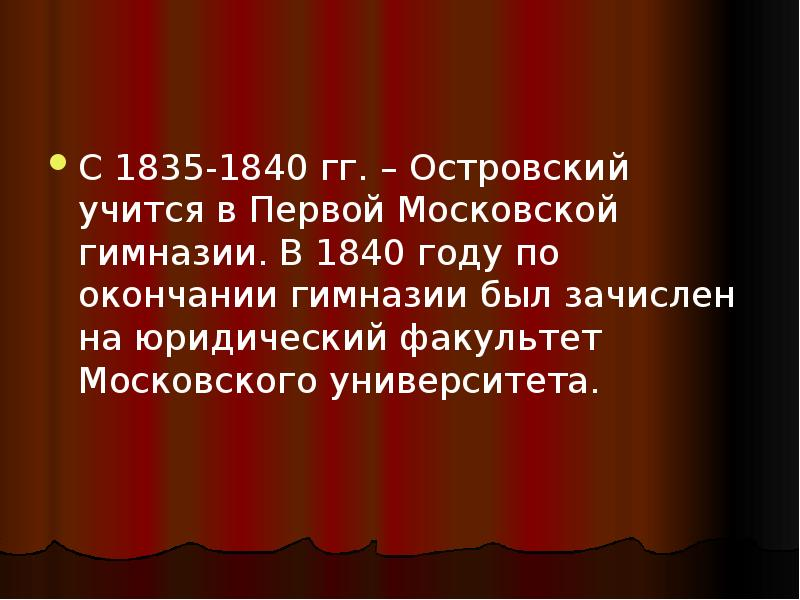 С 1835-1840 гг. – Островский
учится в Первой Московской
гимназии. В 1840 году по
окончании гимназии был зачислен
на юридический факультет
Московского университета.